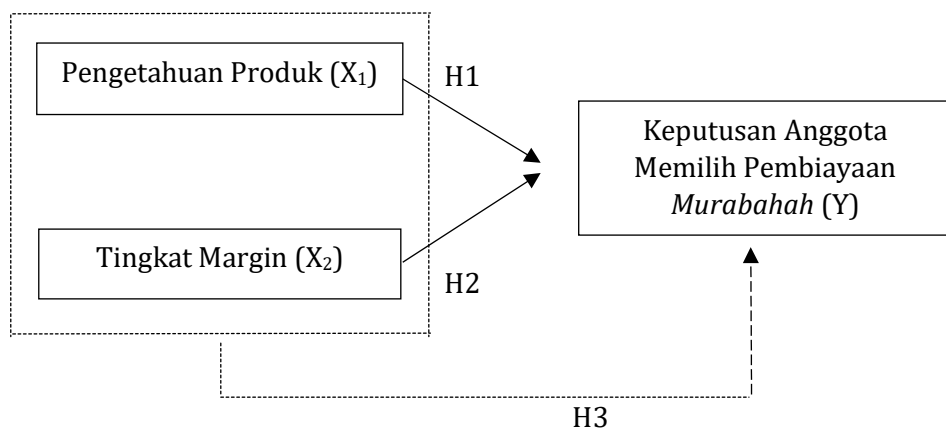 Pengetahuan Produk (X₁)
H1
Keputusan Anggota
Memilih Pembiayaan
Murabahah (Y)
Tingkat Margin (X₂)
H2
H3